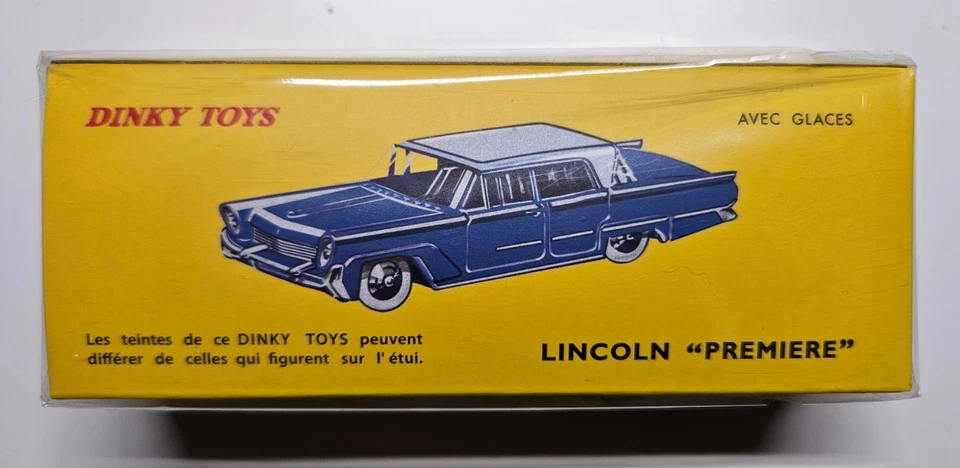 DINKY TOYS
AVEC GLACES
Les teintes de ce DINKY TOYS peuvent
différer de celles qui figurent sur l'étui.
LINCOLN “PREMIERE”